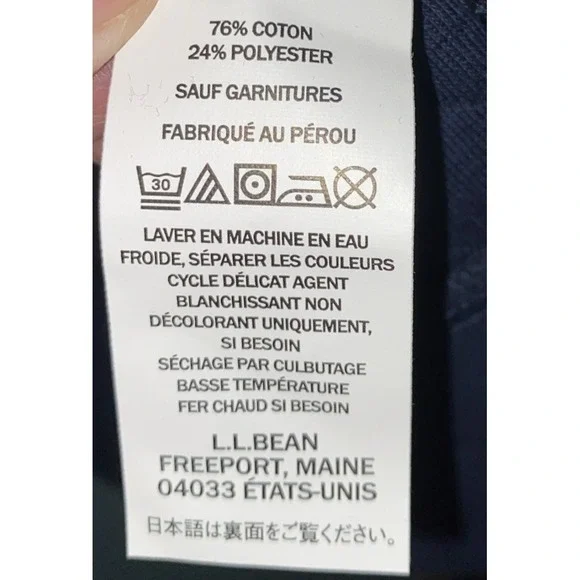 76% COTON
24% POLYESTER
SAUF GARNITURES
FABRIQUÉ AU PÉROU
30
LAVER EN MACHINE EN EAU
FROIDE, SÉPARER LES COULEURS
CYCLE DÉLICAT AGENT
BLANCHISSANT NON
DÉCOLORANT UNIQUEMENT,
SI BESOIN
SÉCHAGE PAR CULBUTAGE
BASSE TEMPÉRATURE
FER CHAUD SI BESOIN
L.L.BEAN
FREEPORT, MAINE
04033 ÉTATS-UNIS
日本語は裏面をご覧ください。